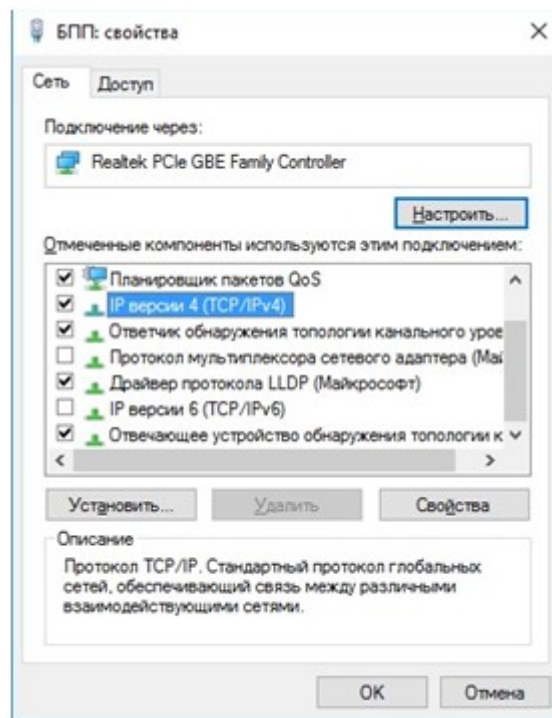 БПП: свойства
Сеть
Доступ
Подключение через:
Realtek PCIe GBE Family Controller
Настроить...
Отмеченные компоненты используются этим подключением:
Планировщик пакетов QoS
IP версии 4 (TCP/IPv4)
Ответчик обнаружения топологии канального уров
Протокол мультиплексора сетевого адаптера (Май
Драйвер протокола LLDP (Майкрософт)
IP версии 6 (TCP/IPv6)
Отвечающее устройство обнаружения топологии к
Установить...
Удалить
Свойства
Описание
Протокол TCP/IP. Стандартный протокол глобальных
сетей, обеспечивающий связь между различными
взаимодействующими сетями.
OK
Отмена